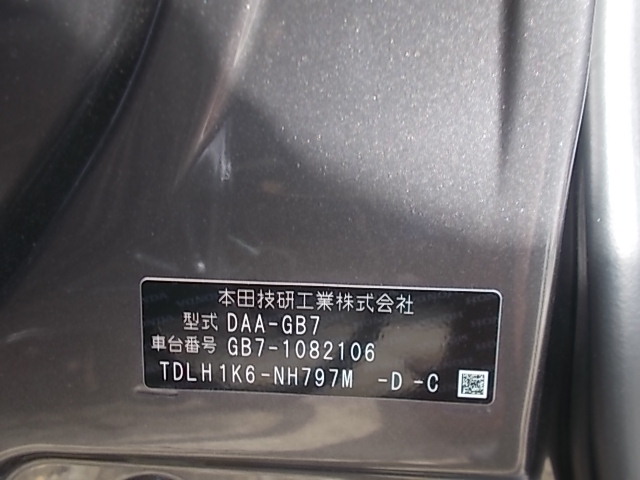 本田技研工業株式会社
型式 DAA-GB7
車台番号 GB7-1082106
TDLH1K6-NH797M -D -C